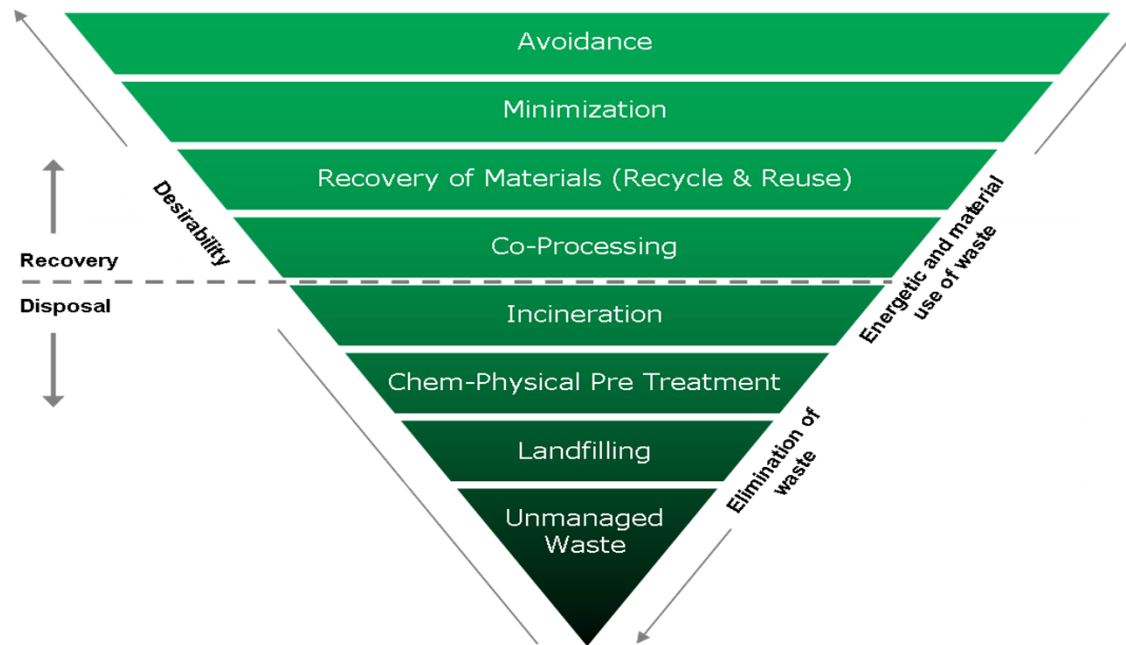 Avoidance
Minimization
Recovery of Materials (Recycle & Reuse)
Co-Processing
Incineration
Chem-Physical Pre Treatment
Landfilling
Unmanaged
Waste
Desirability
Recovery
Disposal
Energetic and material
use of waste
Elimination of
waste